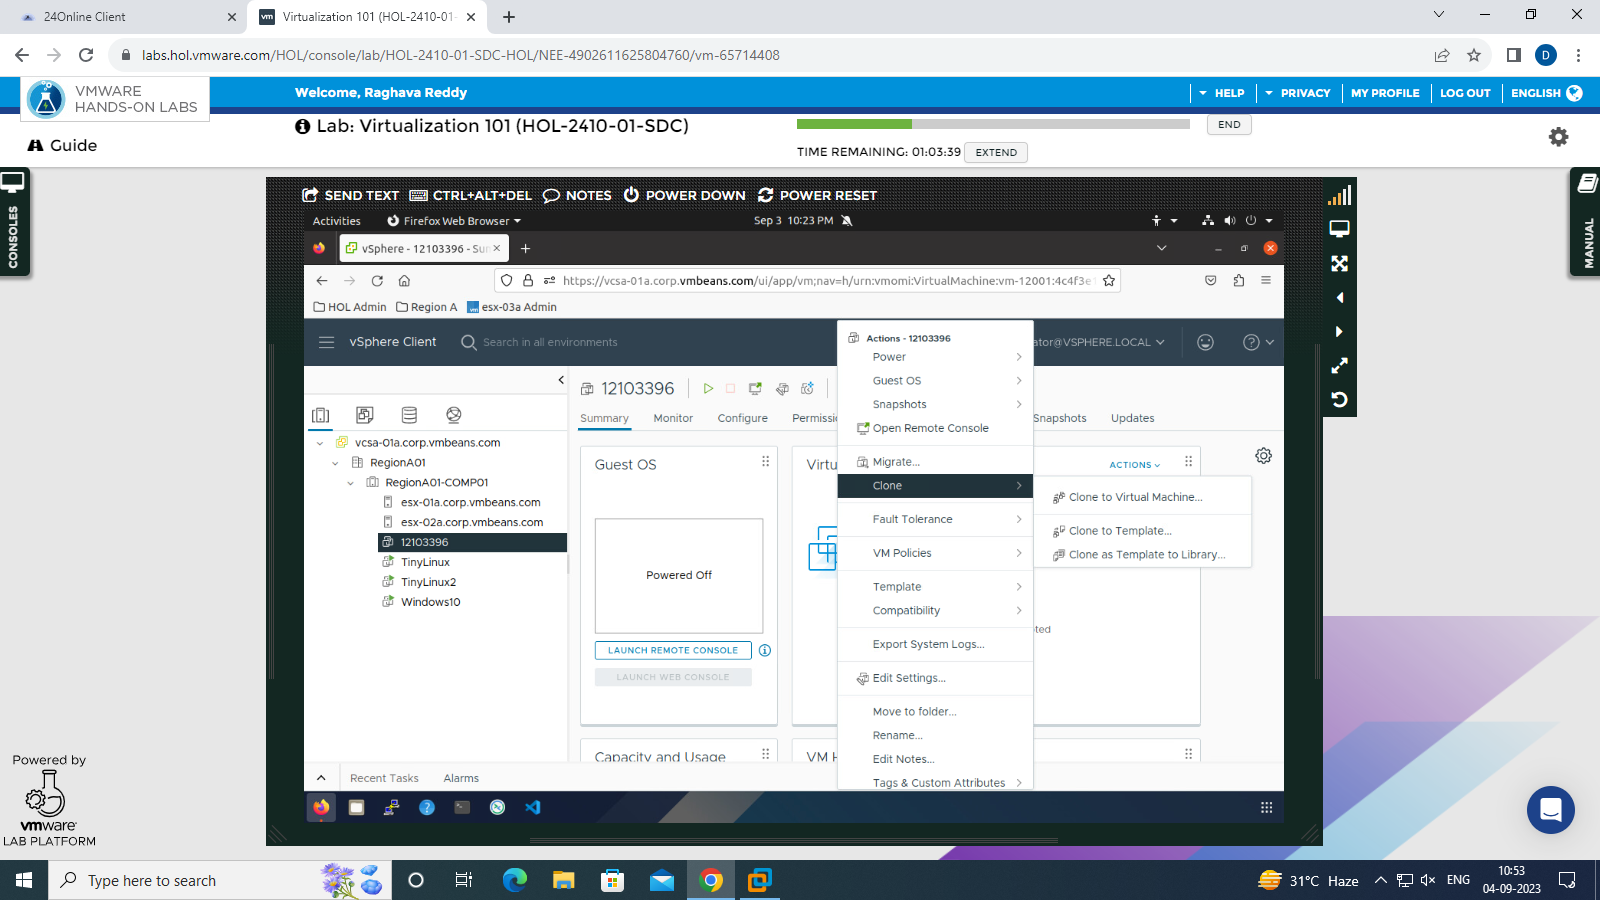 24Online Client
Virtualization 101 (HOL-2410-01-
labs.hol.vmware.com/HOL/console/lab/HOL-2410-01-SDC-HOL/NEE-4902611625804760/vm-65714408
D
VMWARE
HANDS-ON LABS
Welcome, Raghava Reddy
HELP
PRIVACY
MY PROFILE
LOG OUT
ENGLISH
Guide
Lab: Virtualization 101 (HOL-2410-01-SDC)
END
TIME REMAINING: 01:03:39
EXTEND
CONSOLES
MANUAL
SEND TEXT
CTRL+ALT+DEL
NOTES
POWER DOWN
POWER RESET
Activities
Firefox Web Browser
Sep 3 10:23 PM
vSphere - 12103396 - Su
https://vcsa-01a.corp.vmbeans.com/ui/app/vm;nav=h/urn:vmomi:VirtualMachine:vm-12001:4c4f3e1
HOL Admin
Region A
esx-03a Admin
vSphere Client
Search in all environments
ator@VSPHERE.LOCAL
12103396
Summary
Monitor
Configure
Permissi
Snapshots
Updates
vcsa-01a.corp.vmbeans.com
RegionA01
RegionA01-COMP01
esx-01a.corp.vmbeans.com
esx-02a.corp.vmbeans.com
12103396
TinyLinux
TinyLinux2
Windows10
Guest OS
Powered Off
LAUNCH REMOTE CONSOLE
LAUNCH WEB CONSOLE
Virtu
ACTIONS
ted
Capacity and Usage
VM H
Actions - 12103396
Power
Guest OS
Snapshots
Open Remote Console
Migrate...
Clone
Fault Tolerance
VM Policies
Template
Compatibility
Export System Logs...
Edit Settings...
Move to folder...
Rename...
Edit Notes...
Tags & Custom Attributes
Clone to Virtual Machine...
Clone to Template...
Clone as Template to Library...
Recent Tasks
Alarms
Powered by
vmware
LAB PLATFORM
Type here to search
31°C Haze
ENG
10:53
04-09-2023